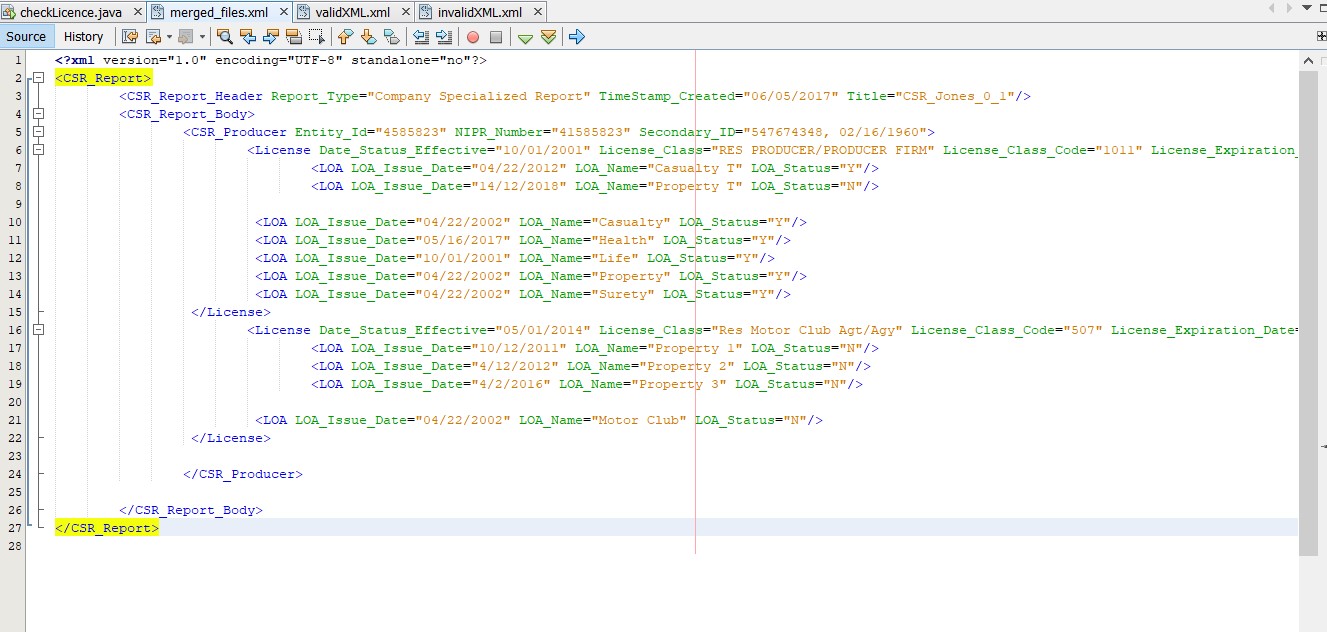 checkLicence.java × merged_files.xml × validXML.xml × invalidXML.xml ×
Source History
1 <?xml version="1.0" encoding="UTF-8" standalone="no"?>
2 <CSR_Report>
3 <CSR_Report_Header Report_Type="Company Specialized Report" TimeStamp_Created="06/05/2017" Title="CSR_Jones_0_1"/>
4 <CSR_Report_Body>
5 <CSR_Producer Entity_Id="4585823" NIPR_Number="41585823" Secondary_ID="547674348, 02/16/1960">
6 <License Date_Status_Effective="10/01/2001" License_Class="RES PRODUCER/PRODUCER FIRM" License_Class_Code="1011" License_Expiration_
7 <LOA LOA_Issue_Date="04/22/2012" LOA_Name="Casualty T" LOA_Status="Y"/>
8 <LOA LOA_Issue_Date="14/12/2018" LOA_Name="Property T" LOA_Status="N"/>
9
10 <LOA LOA_Issue_Date="04/22/2002" LOA_Name="Casualty" LOA_Status="Y"/>
11 <LOA LOA_Issue_Date="05/16/2017" LOA_Name="Health" LOA_Status="Y"/>
12 <LOA LOA_Issue_Date="10/01/2001" LOA_Name="Life" LOA_Status="Y"/>
13 <LOA LOA_Issue_Date="04/22/2002" LOA_Name="Property" LOA_Status="Y"/>
14 <LOA LOA_Issue_Date="04/22/2002" LOA_Name="Surety" LOA_Status="Y"/>
15 </License>
16 <License Date_Status_Effective="05/01/2014" License_Class="Res Motor Club Agt/Agy" License_Class_Code="507" License_Expiration_Date=
17 <LOA LOA_Issue_Date="10/12/2011" LOA_Name="Property 1" LOA_Status="N"/>
18 <LOA LOA_Issue_Date="4/12/2012" LOA_Name="Property 2" LOA_Status="N"/>
19 <LOA LOA_Issue_Date="4/2/2016" LOA_Name="Property 3" LOA_Status="N"/>
20
21 <LOA LOA_Issue_Date="04/22/2002" LOA_Name="Motor Club" LOA_Status="N"/>
22 </License>
23
24 </CSR_Producer>
25
26 </CSR_Report_Body>
27 </CSR_Report>
28